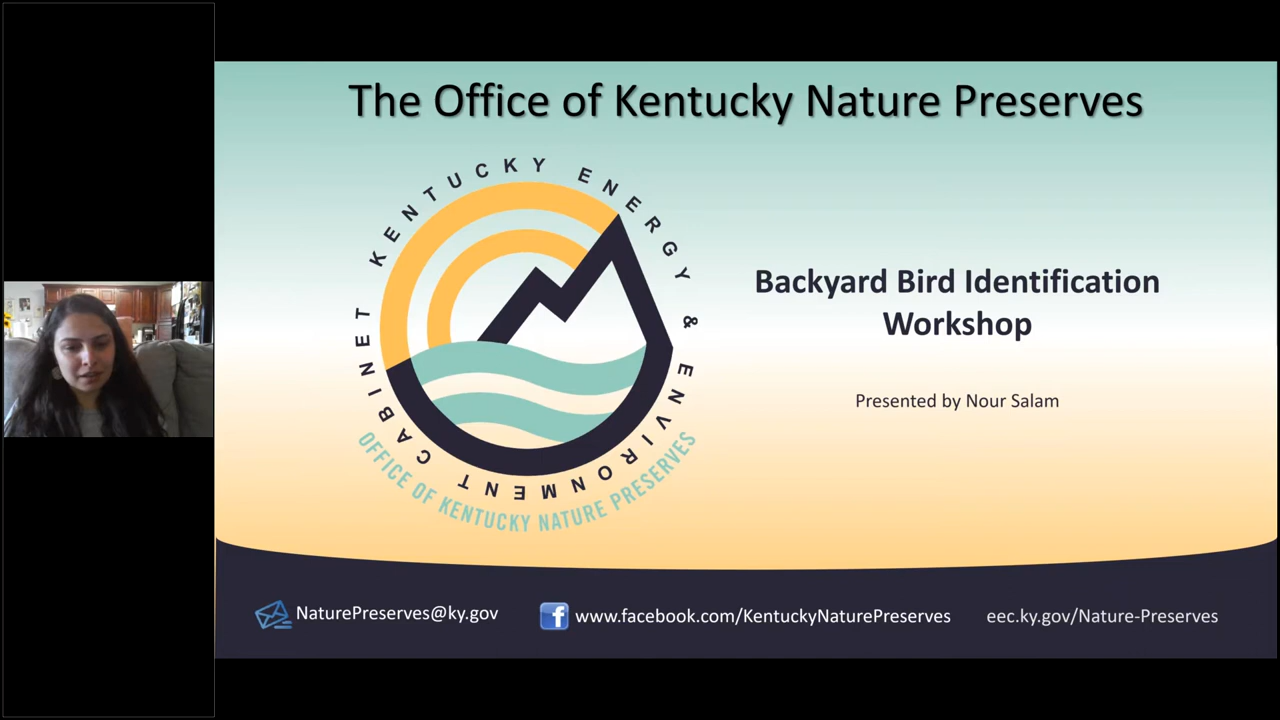 The Office of Kentucky Nature Preserves
KENTUCKY ENERGY & ENVIRONMENT CABINET
OFFICE OF KENTUCKY NATURE PRESERVES
Backyard Bird Identification
Workshop
Presented by Nour Salam
NaturePreserves@ky.gov
www.facebook.com/KentuckyNaturePreserves
eec.ky.gov/Nature-Preserves